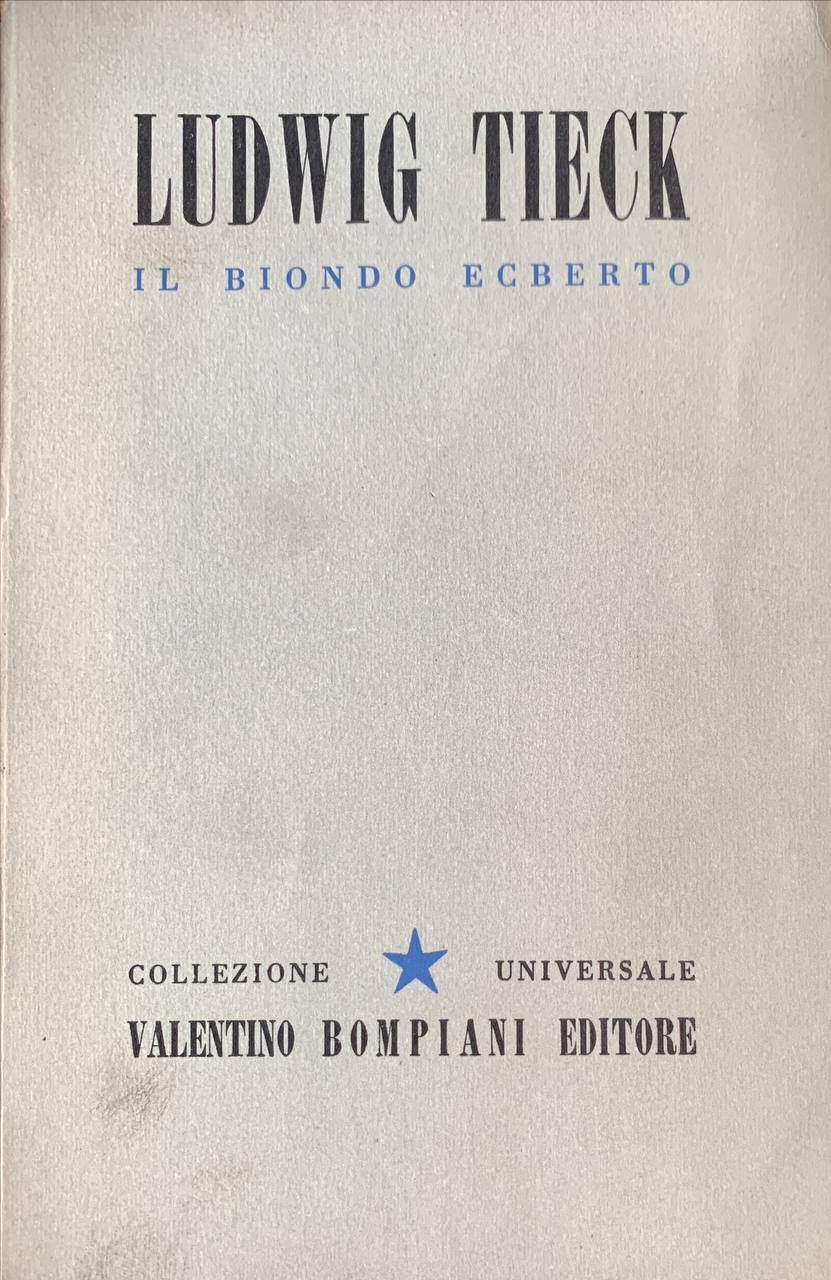 LUDWIG TIECK
IL BIONDO ECBERTO
COLLEZIONE UNIVERSALE
VALENTINO BOMPIANI EDITORE